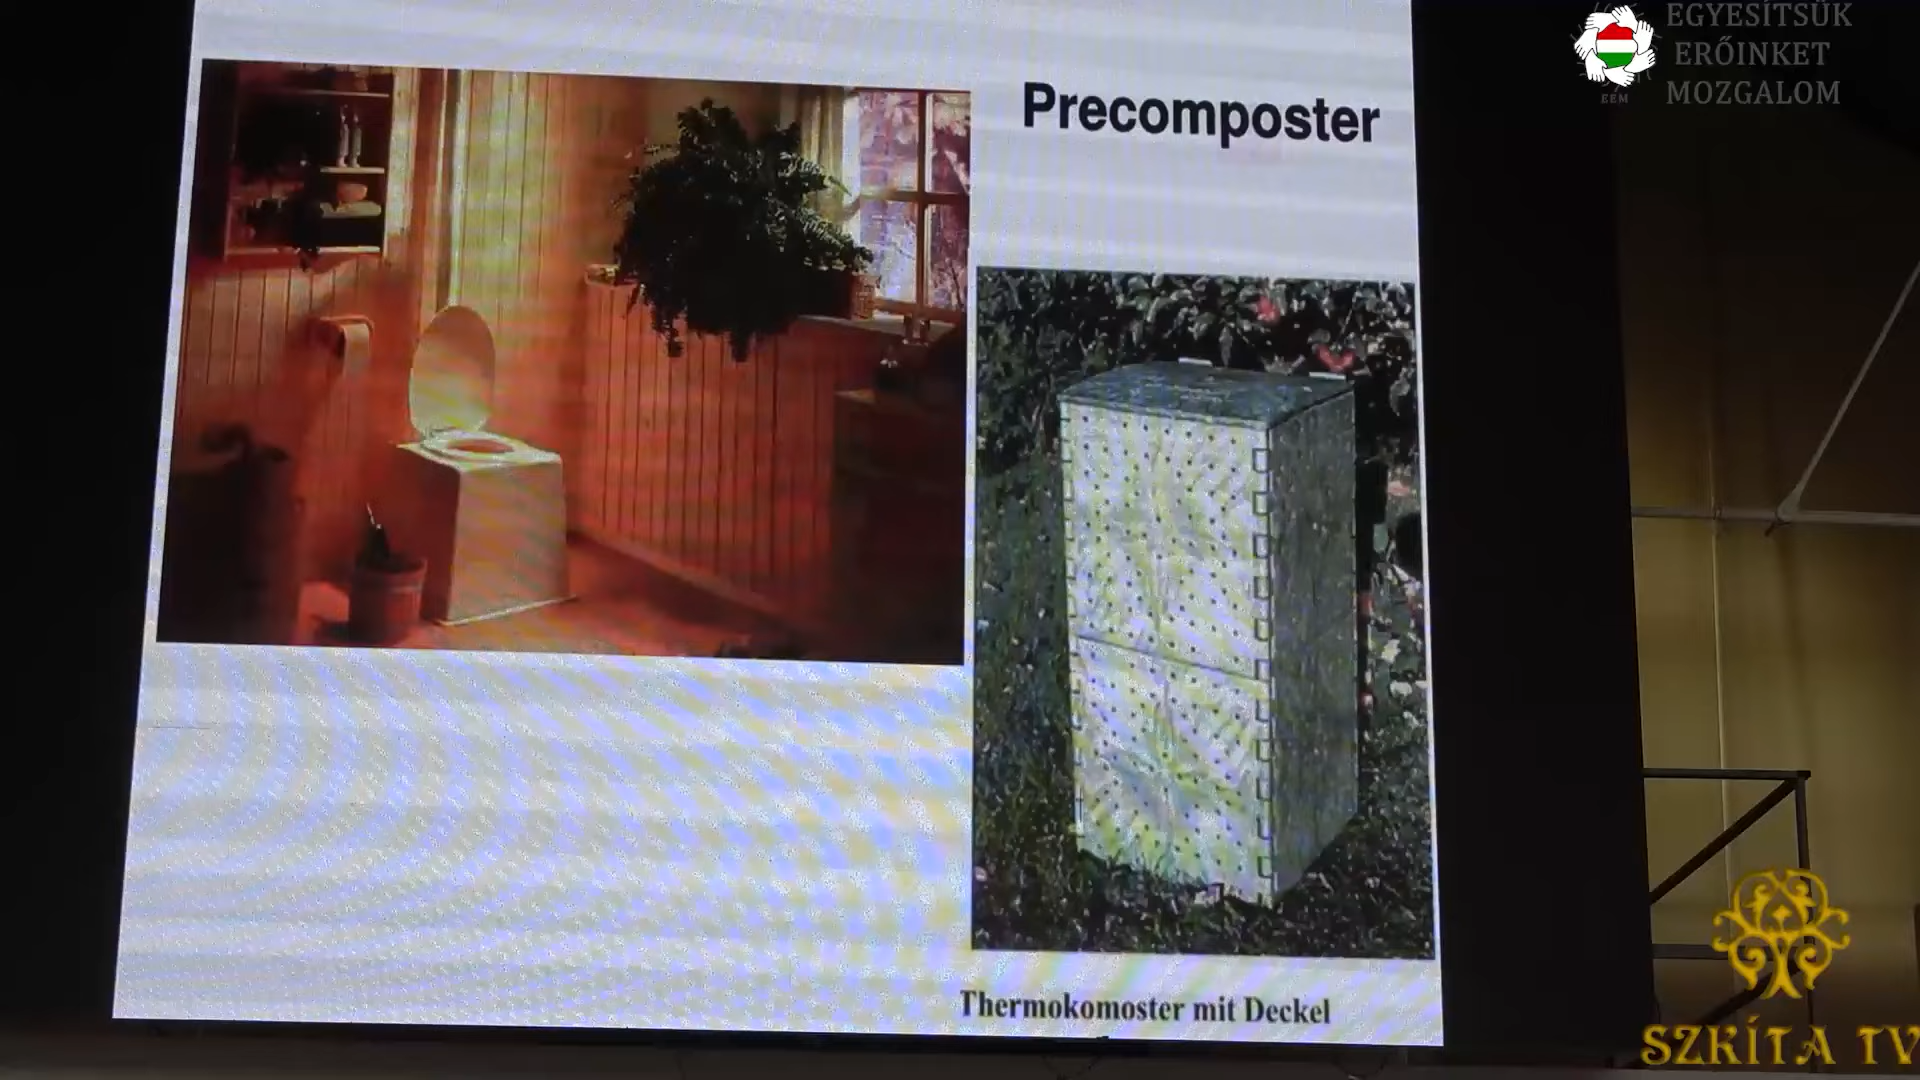 EGYESÍTSÜK
ERŐINKET
MOZGALOM
EEM
Precomposter
Thermokomoster mit Deckel
SZKÍTA TV